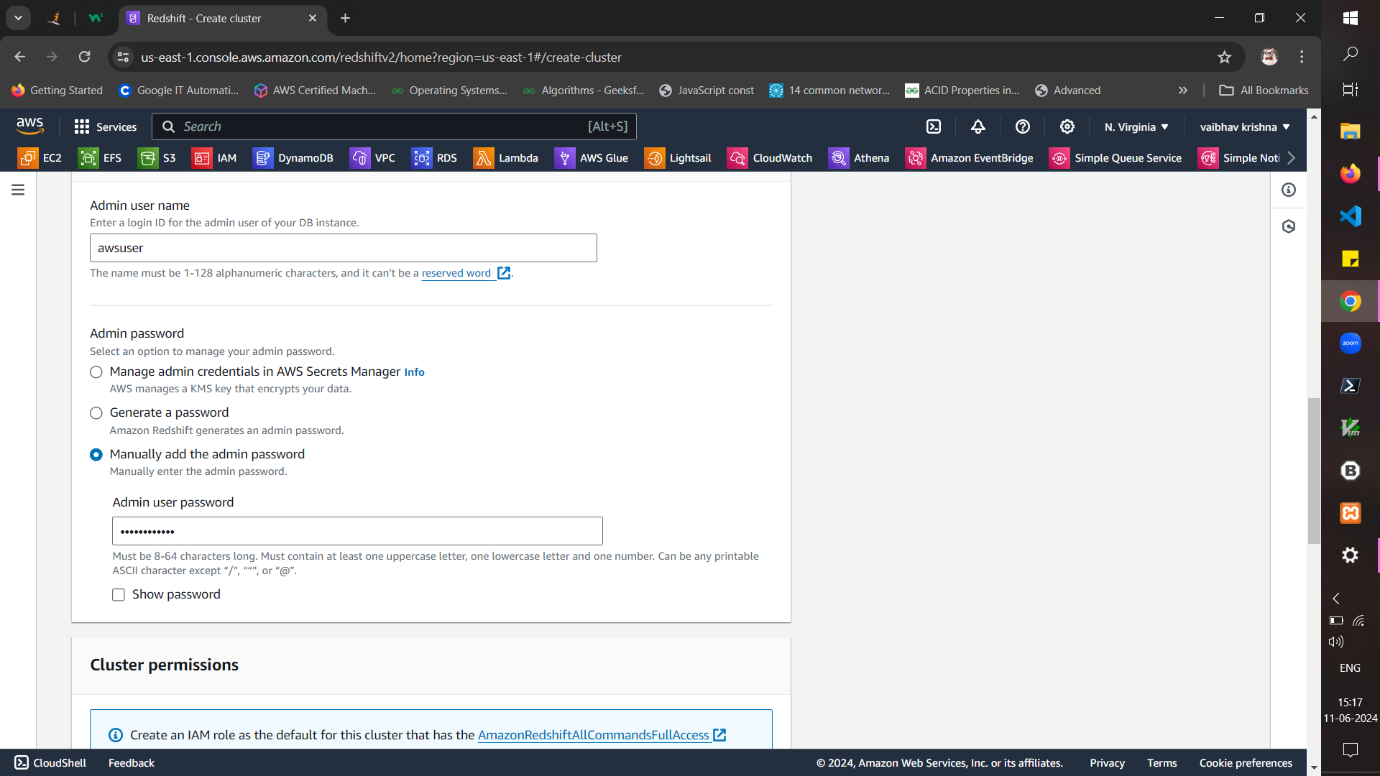 Redshift - Create cluster
us-east-1.console.aws.amazon.com/redshiftv2/home?region=us-east-1#/create-cluster
Getting Started
Google IT Automati...
AWS Certified Mach...
Operating Systems...
Algorithms - Geeksf...
JavaScript const
14 common networ...
ACID Properties in...
Advanced
All Bookmarks
aws
Services
Search
[Alt+S]
N. Virginia
vaibhav krishna
EC2
EFS
S3
IAM
DynamoDB
VPC
RDS
Lambda
AWS Glue
Lightsail
CloudWatch
Athena
Amazon EventBridge
Simple Queue Service
Simple Noti
Admin user name
Enter a login ID for the admin user of your DB instance.
awsuser
The name must be 1-128 alphanumeric characters, and it can't be a reserved word .
Admin password
Select an option to manage your admin password.
Manage admin credentials in AWS Secrets Manager Info
AWS manages a KMS key that encrypts your data.
Generate a password
Amazon Redshift generates an admin password.
Manually add the admin password
Manually enter the admin password.
Admin user password
••••••••••••
Must be 8-64 characters long. Must contain at least one uppercase letter, one lowercase letter and one number. Can be any printable
ASCII character except “/”, “"”, or “@”.
Show password
Cluster permissions
Create an IAM role as the default for this cluster that has the AmazonRedshiftAllCommandsFullAccess
CloudShell
Feedback
© 2024, Amazon Web Services, Inc. or its affiliates.
Privacy
Terms
Cookie preferences
zoom
ENG
15:17
11-06-2024